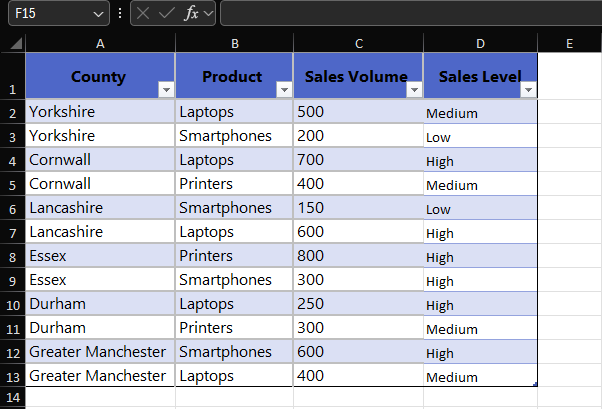 F15 fx
A B C D E
1 County Product Sales Volume Sales Level
2 Yorkshire Laptops 500 Medium
3 Yorkshire Smartphones 200 Low
4 Cornwall Laptops 700 High
5 Cornwall Printers 400 Medium
6 Lancashire Smartphones 150 Low
7 Lancashire Laptops 600 High
8 Essex Printers 800 High
9 Essex Smartphones 300 High
10 Durham Laptops 250 High
11 Durham Printers 300 Medium
12 Greater Manchester Smartphones 600 High
13 Greater Manchester Laptops 400 Medium
14